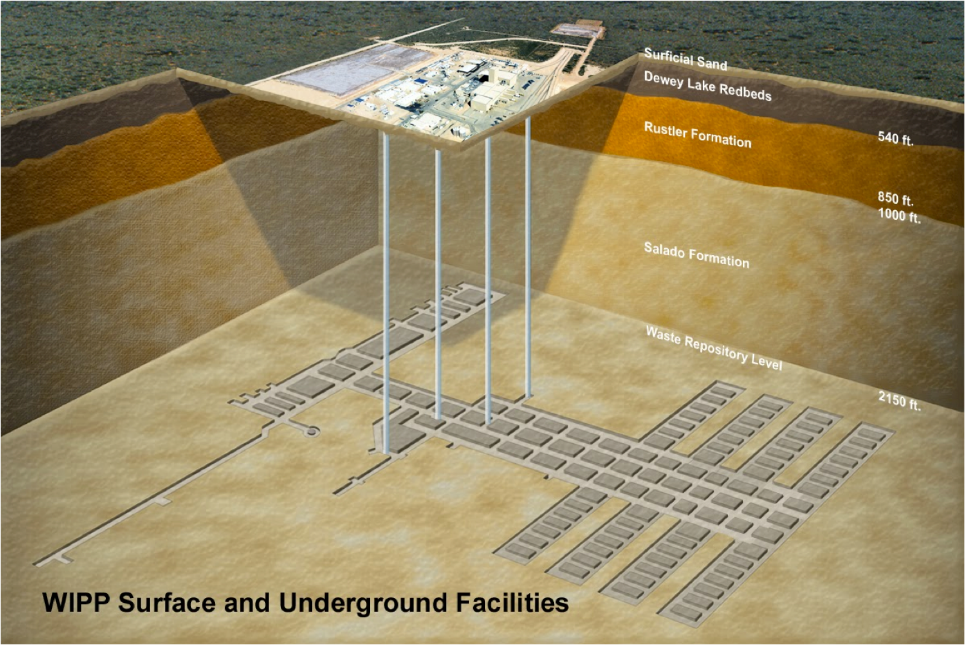 Surficial Sand
Dewey Lake Redbeds
540 ft.
Rustler Formation
850 ft.
1000 ft.
Salado Formation
Waste Repository Level
2150 ft.
WIPP Surface and Underground Facilities